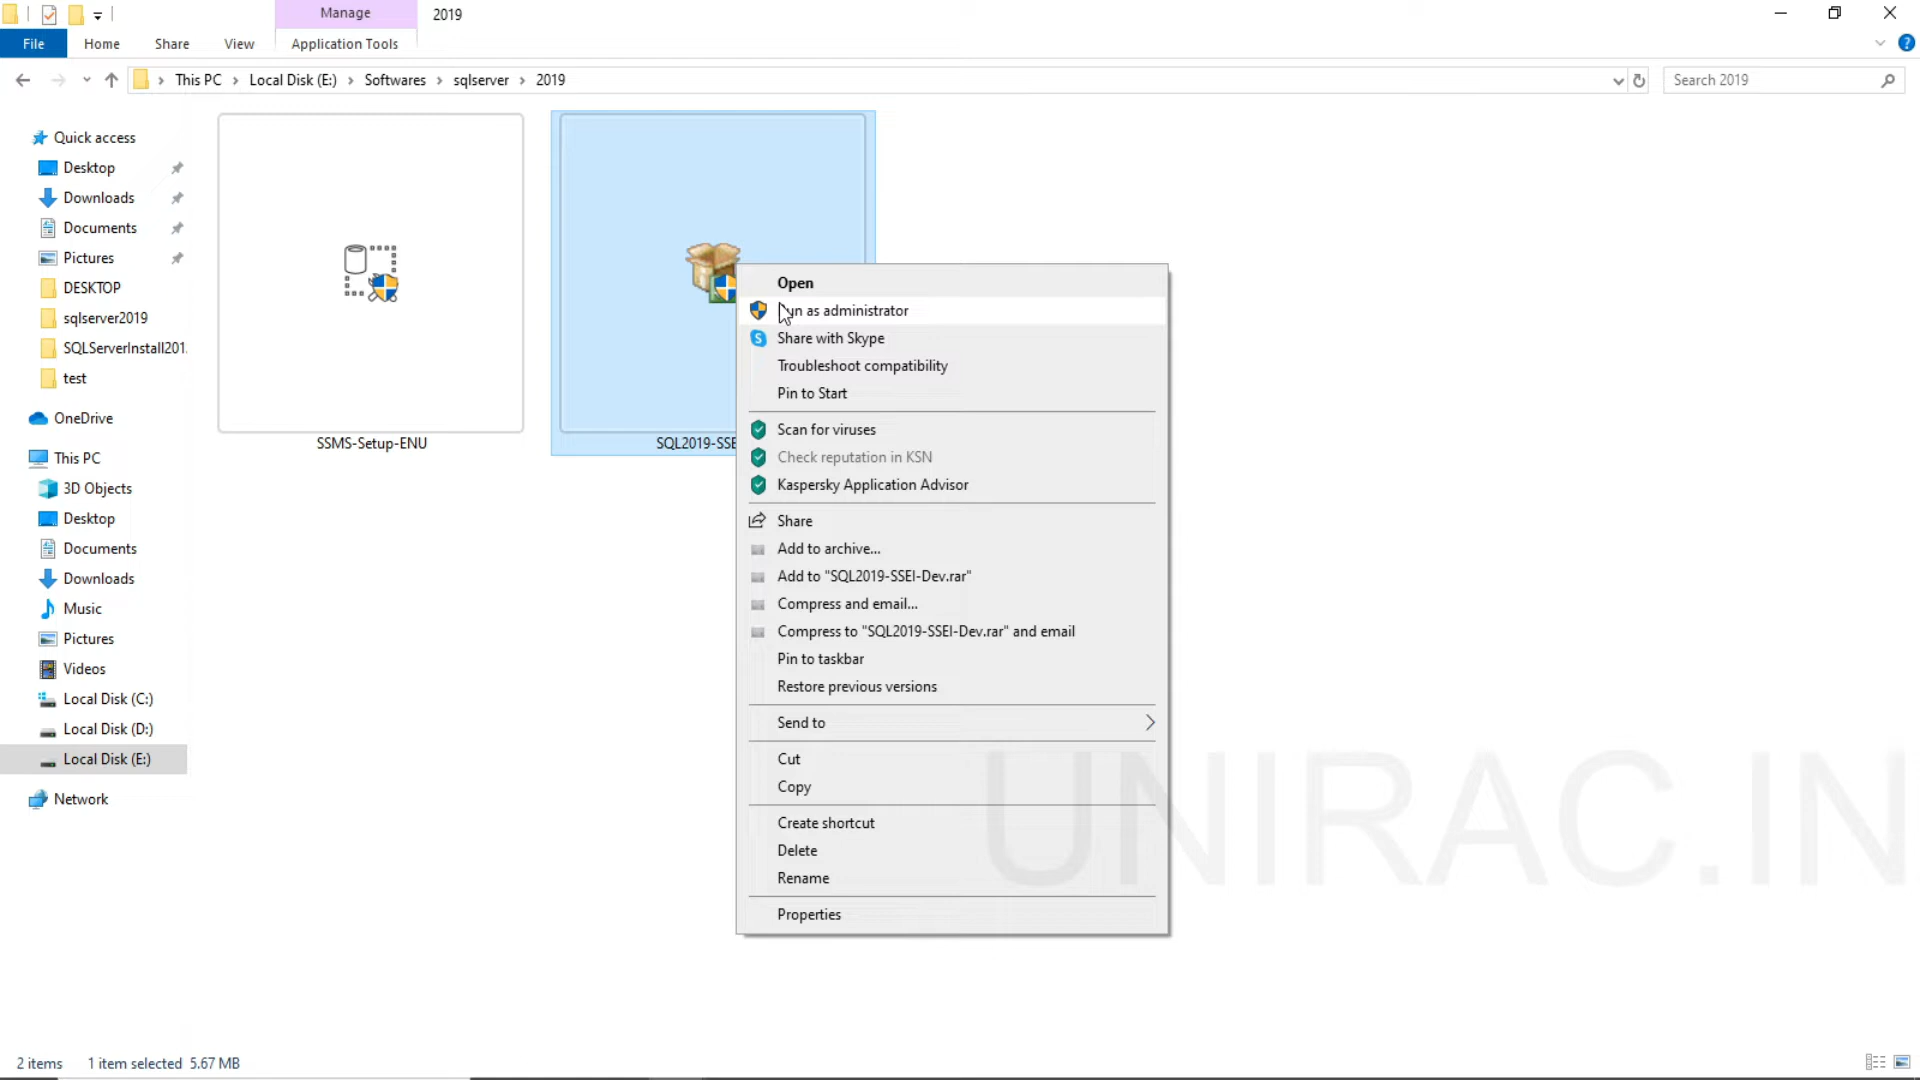 Manage
2019
File
Home
Share
View
Application Tools
This PC
Local Disk (E:)
Softwares
sqlserver
2019
Search 2019
Quick access
Desktop
Downloads
Documents
Pictures
DESKTOP
sqlserver2019
SQLServerInstall201
test
OneDrive
This PC
3D Objects
Desktop
Documents
Downloads
Music
Pictures
Videos
Local Disk (C:)
Local Disk (D:)
Local Disk (E:)
Network
SSMS-Setup-ENU
SQL2019-SSE
Open
as administrator
Share with Skype
Troubleshoot compatibility
Pin to Start
Scan for viruses
Check reputation in KSN
Kaspersky Application Advisor
Share
Add to archive...
Add to "SQL2019-SSEI-Dev.rar"
Compress and email...
Compress to "SQL2019-SSEI-Dev.rar" and email
Pin to taskbar
Restore previous versions
Send to
Cut
Copy
Create shortcut
Delete
Rename
Properties
UNIRAC.IN
2 items 1 item selected 5.67 MB